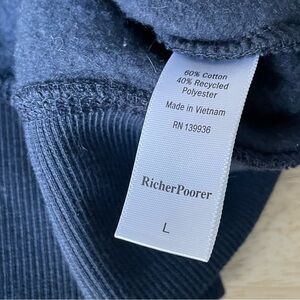 60% Cotton
40% Recycled
Polyester
Made in Vietnam
RN 139936
RicherPoorer
L